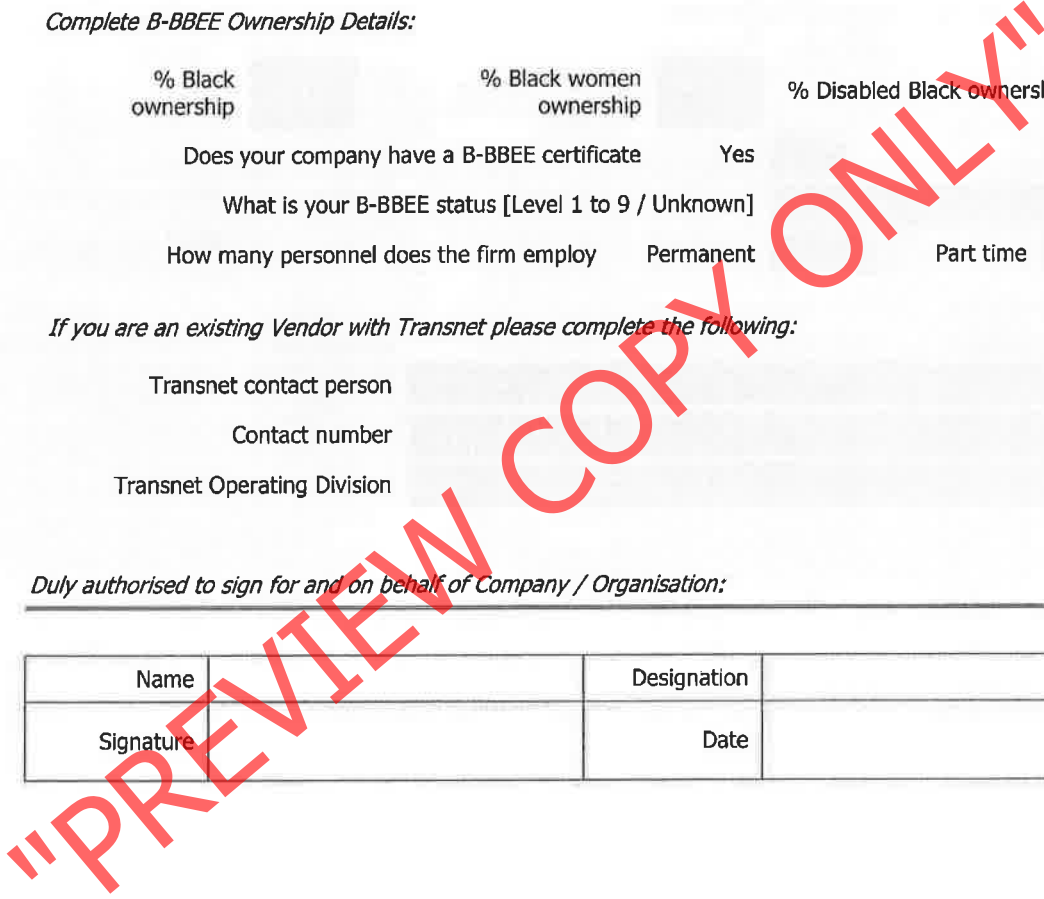 Complete B-BBEE Ownership Details:
% Black
ownership
% Black women
ownership
% Disabled Black ownersh
Does your company have a B-BBEE certificate Yes
What is your B-BBEE status [Level 1 to 9 / Unknown]
How many personnel does the firm employ Permanent Part time
If you are an existing Vendor with Transnet please complete the following:
Transnet contact person
Contact number
Transnet Operating Division
Duly authorised to sign for and on behalf of Company / Organisation:
Name Designation
Signature Date
"PREVIEW COPY ONLY"